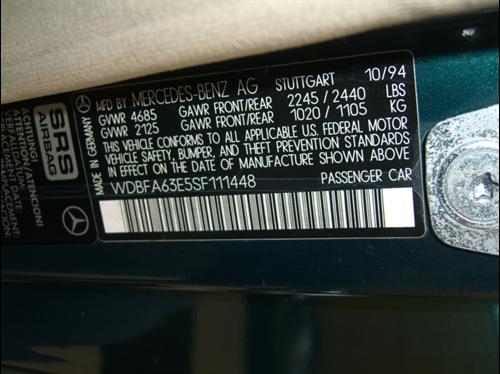 MFD BY MERCEDES-BENZ AG STUTTGART 10/94
GVWR 4685 GAWR FRONT/REAR 2245 / 2440 LBS
GVWR 2125 GAWR FRONT/REAR 1020 / 1105 KG
THIS VEHICLE CONFORMS TO ALL APPLICABLE U.S. FEDERAL MOTOR
VEHICLE SAFETY, BUMPER, AND THEFT PREVENTION STANDARDS
IN EFFECT ON THE DATE OF MANUFACTURE SHOWN ABOVE.
WDBFA63E5SF111448 PASSENGER CAR
MADE IN GERMANY
SRS
AIRBAG